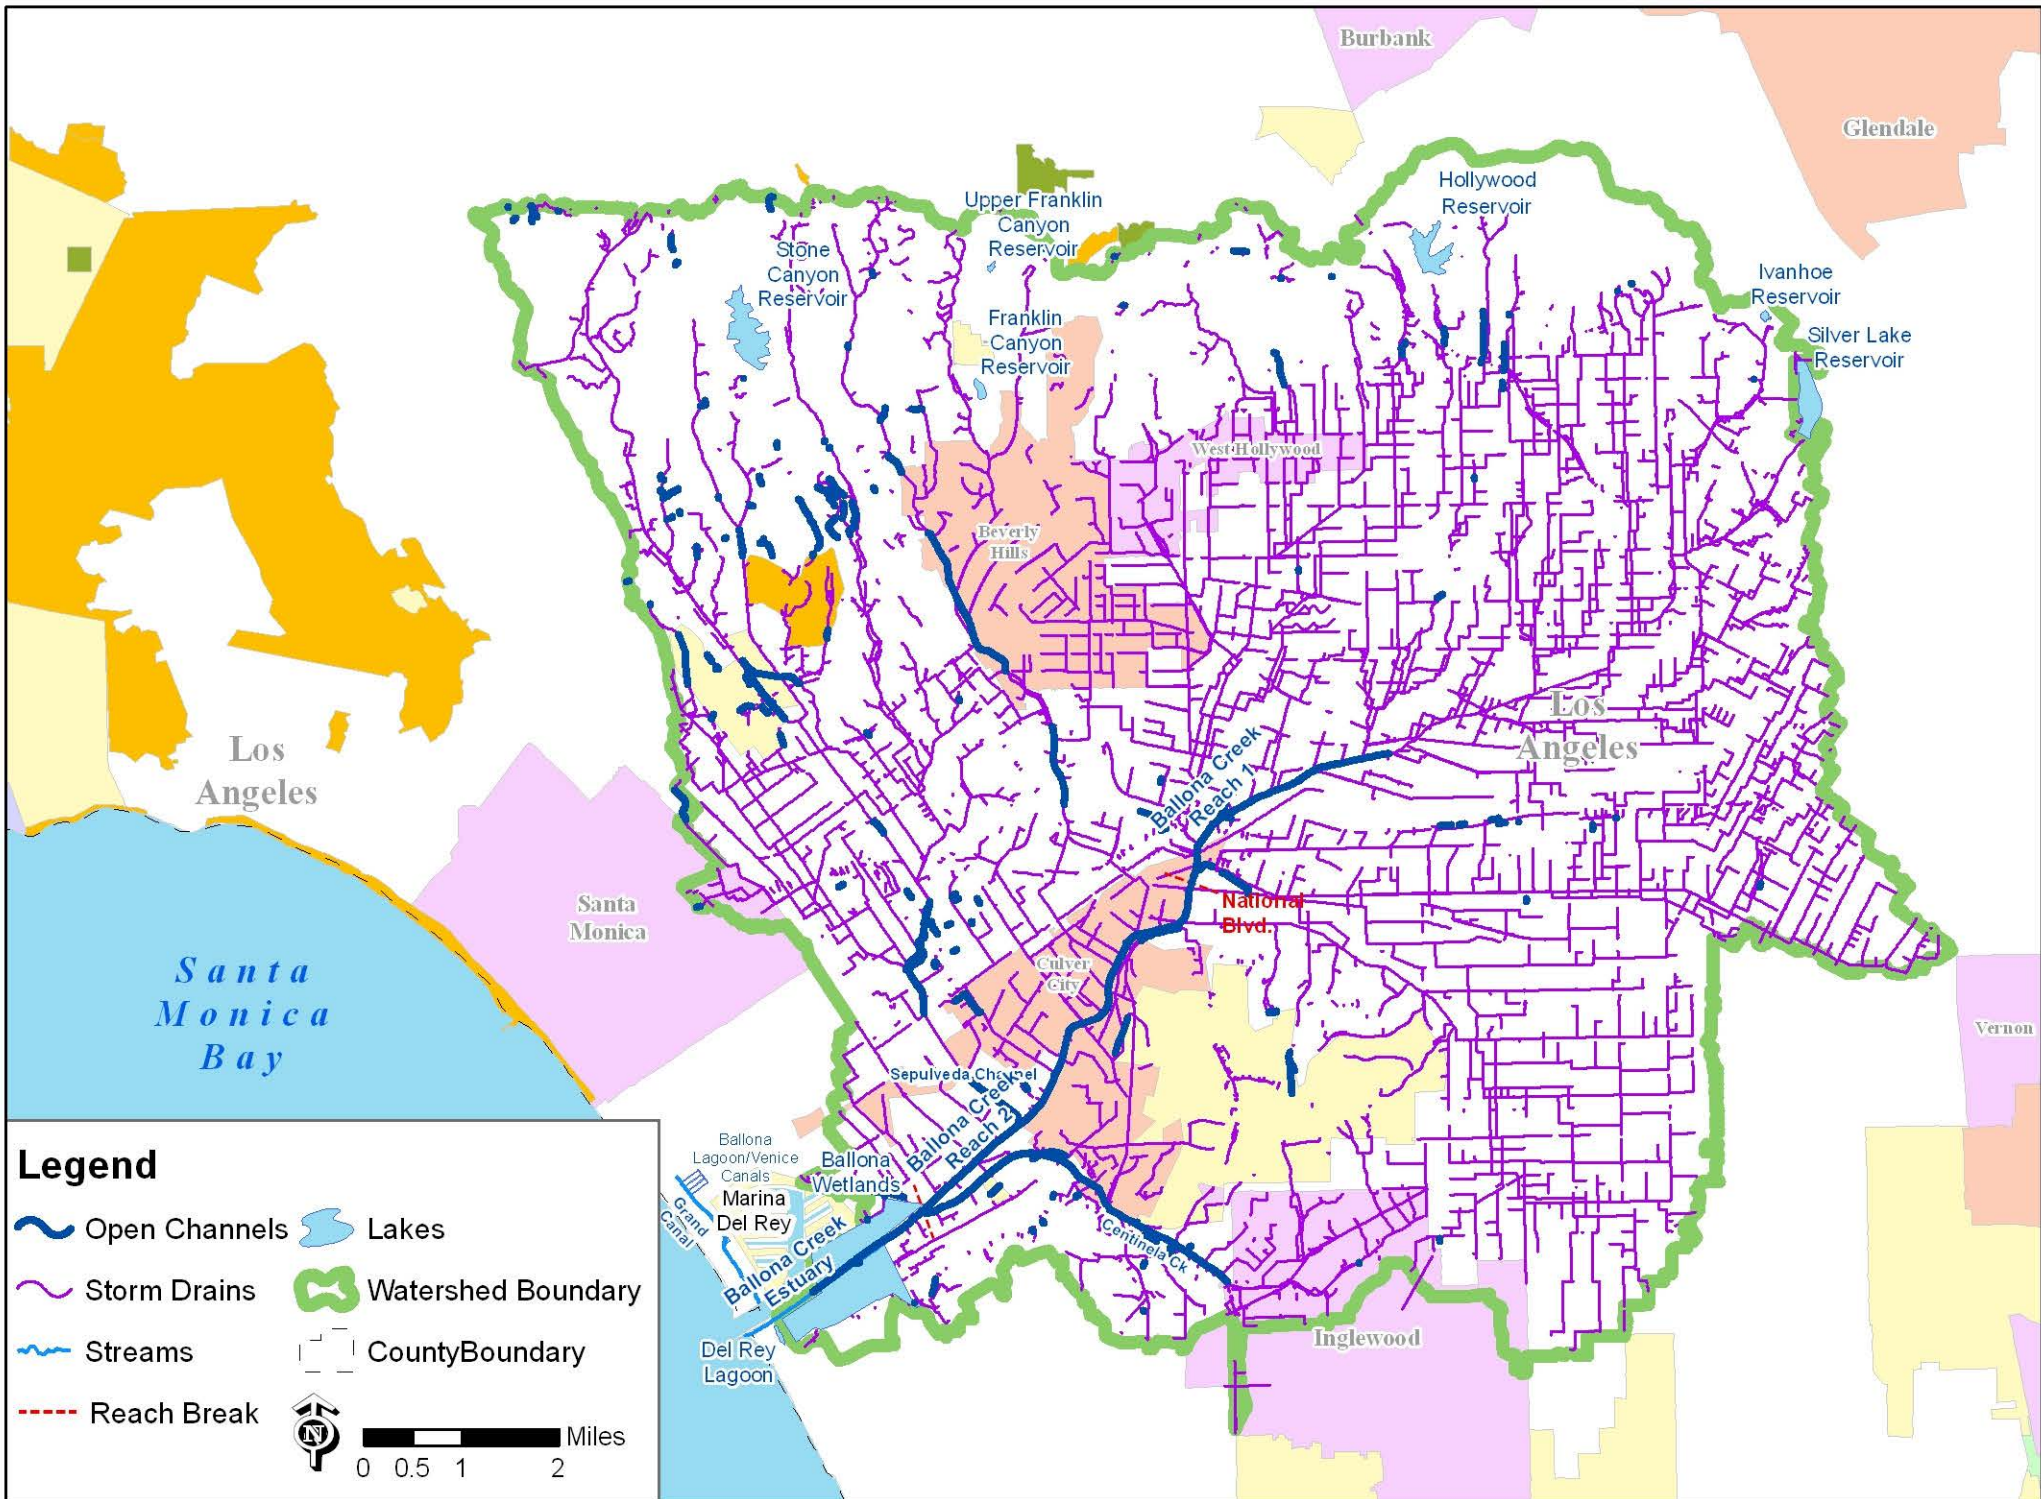 Burbank
Glendale
Hollywood
Reservoir
Upper Franklin
Canyon
Reservoir
Stone
Canyon
Reservoir
Ivanhoe
Reservoir
Franklin
Canyon
Reservoir
Silver Lake
Reservoir
West Hollywood
Beverly
Hills
Los
Angeles
Los
Angeles
Ballona Creek
Reach 1
Santa
Monica
National
Blvd.
Culver
City
Santa
Monica
Bay
Vernon
Sepulveda Channel
Ballona Creek
Reach 2
Ballona
Lagoon/Venice
Canals
Ballona
Wetlands
Marina
Del Rey
Grand
Canal
Ballona Creek
Estuary
Centinela Ck
Inglewood
Del Rey
Lagoon
Legend
Open Channels
Lakes
Storm Drains
Watershed Boundary
Streams
CountyBoundary
Reach Break
N
Miles
0 0.5 1 2